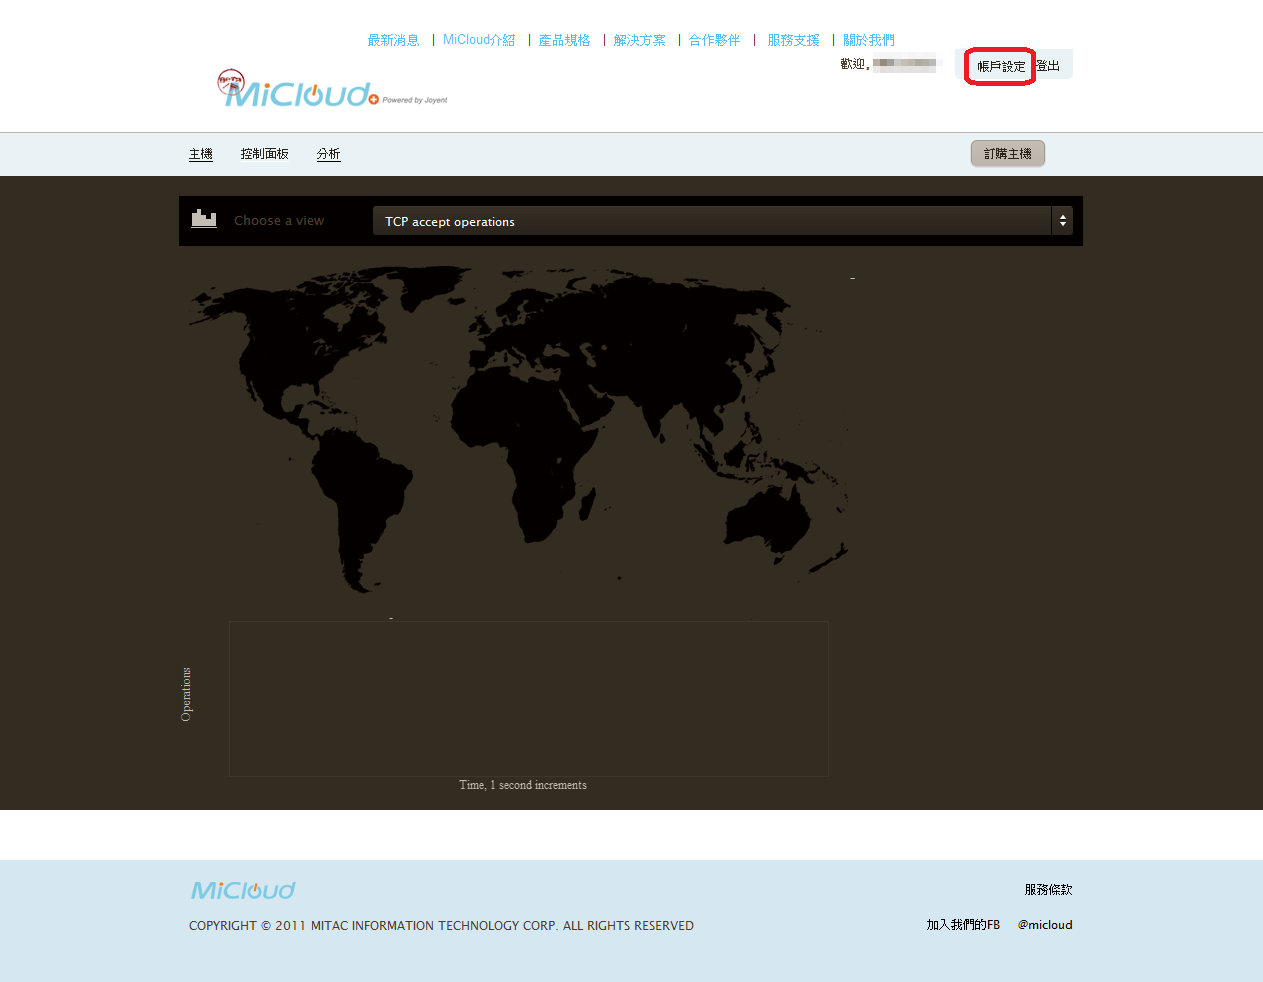 最新消息 | MiCloud介紹 | 產品規格 | 解決方案 | 合作夥伴 | 服務支援 | 關於我們
歡迎,
帳戶設定 登出
MiCloud Powered by Joyent
主機 控制面板 分析 訂購主機
Choose a view TCP accept operations
Operations
Time, 1 second increments
MiCloud 服務條款
COPYRIGHT © 2011 MITAC INFORMATION TECHNOLOGY CORP. ALL RIGHTS RESERVED 加入我們的FB @micloud